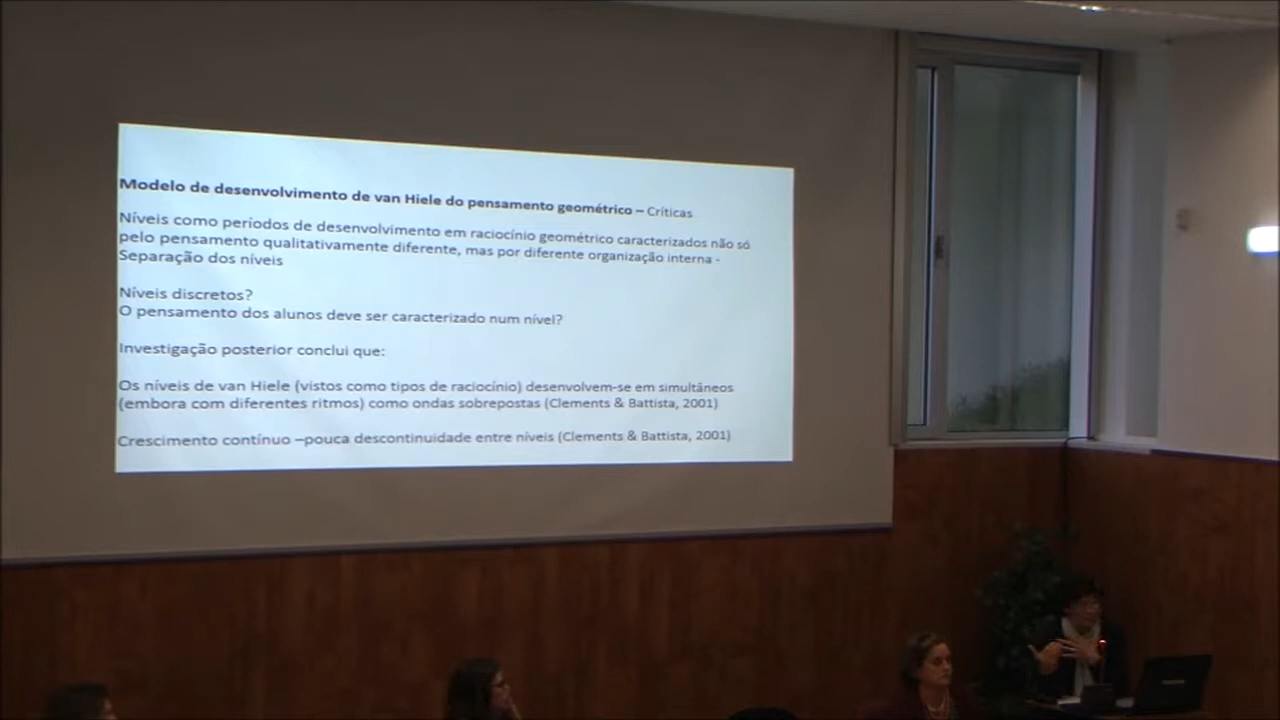 Modelo de desenvolvimento de van Hiele do pensamento geométrico – Críticas
Níveis como períodos de desenvolvimento em raciocínio geométrico caracterizados não só
pelo pensamento qualitativamente diferente, mas por diferente organização interna -
Separação dos níveis
Níveis discretos?
O pensamento dos alunos deve ser caracterizado num nível?
Investigação posterior conclui que:
Os níveis de van Hiele (vistos como tipos de raciocínio) desenvolvem-se em simultâneos
(embora com diferentes ritmos) como ondas sobrepostas (Clements & Battista, 2001)
Crescimento contínuo –pouca descontinuidade entre níveis (Clements & Battista, 2001)